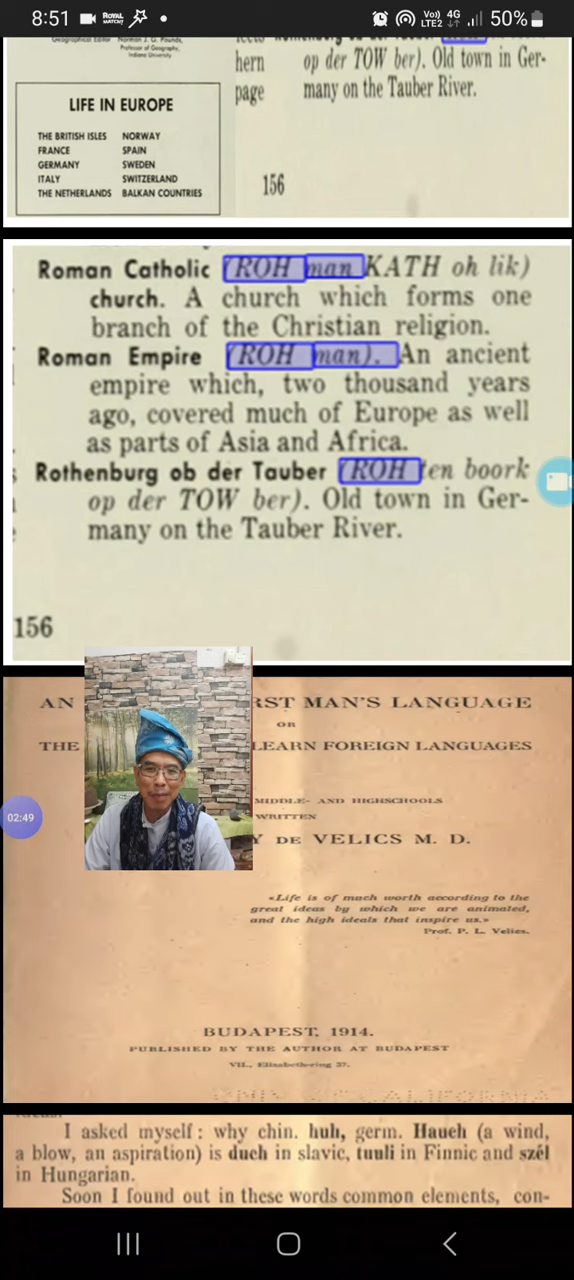 8:51
ROYAL
MATCH
Vo)) 4G
LTE2
50%
Geographical Editor Norman J. G. Pounds,
Professor of Geography,
Indiana University
LIFE IN EUROPE
THE BRITISH ISLES NORWAY
FRANCE SPAIN
GERMANY SWEDEN
ITALY SWITZERLAND
THE NETHERLANDS BALKAN COUNTRIES
hern
page
op der TOW ber). Old town in Ger-
many on the Tauber River.
156
Roman Catholic (ROH man KATH oh lik)
church. A church which forms one
branch of the Christian religion.
Roman Empire (ROH man). An ancient
empire which, two thousand years
ago, covered much of Europe as well
as parts of Asia and Africa.
Rothenburg ob der Tauber (ROH ten boork
op der TOW ber). Old town in Ger-
many on the Tauber River.
156
AN RST MAN'S LANGUAGE
OR
THE LEARN FOREIGN LANGUAGES
MIDDLE- AND HIGHSCHOOLS
WRITTEN
Y DE VELICS M. D.
«Life is of much worth according to the
great ideas by which we are animated,
and the high ideals that inspire us.»
Prof. P. L. Velics.
BUDAPEST, 1914.
PUBLISHED BY THE AUTHOR AT BUDAPEST
VII., Elisabethring 37.
02:49
I asked myself: why chin. huh, germ. Hauch (a wind,
a blow, an aspiration) is duch in slavic, tuuli in Finnic and szél
in Hungarian.
Soon I found out in these words common elements, con-